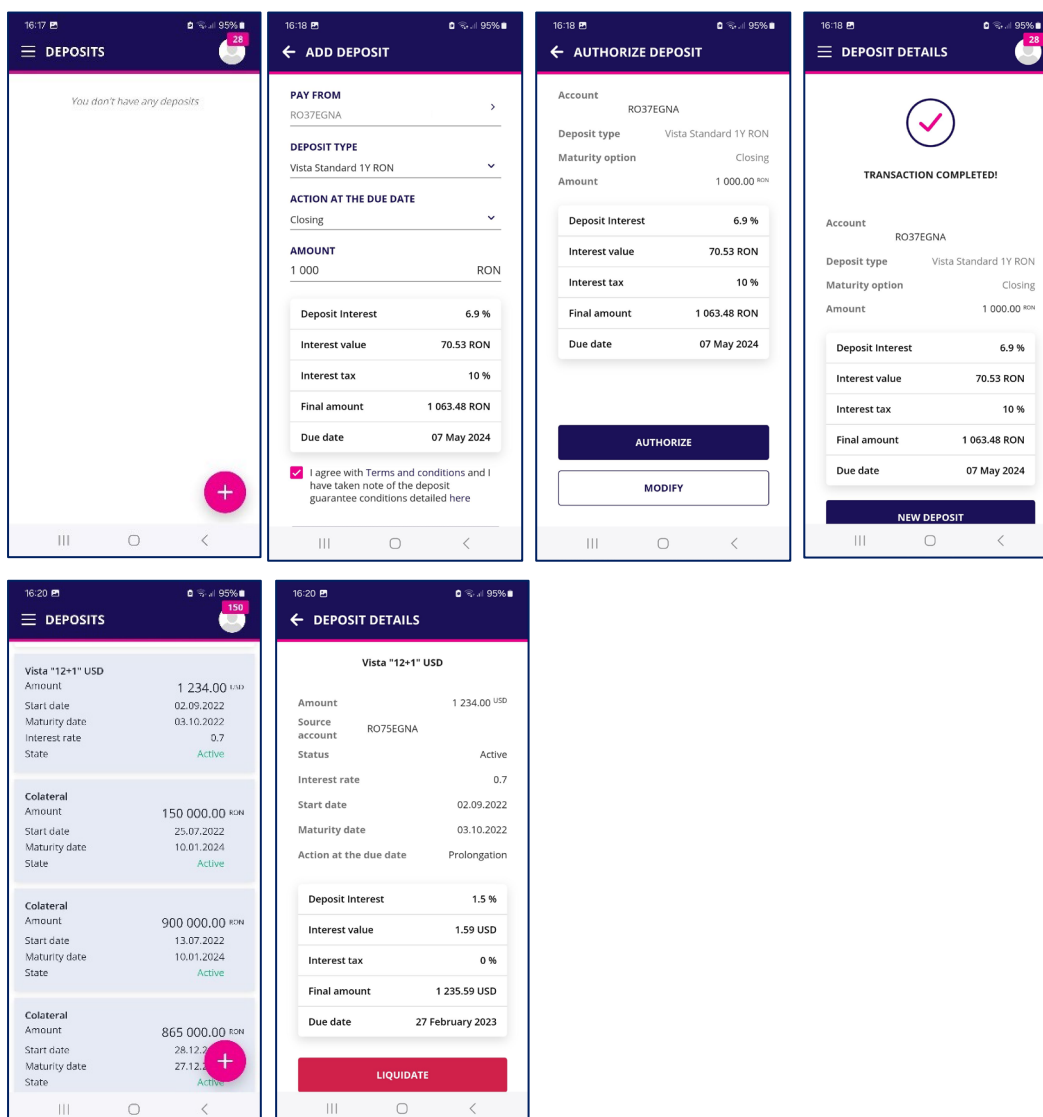 16:17 95%
DEPOSITS 28
You don't have any deposits
+
16:18 95%
ADD DEPOSIT
PAY FROM
RO37EGNA
DEPOSIT TYPE
Vista Standard 1Y RON
ACTION AT THE DUE DATE
Closing
AMOUNT
1 000 RON
Deposit Interest 6.9 %
Interest value 70.53 RON
Interest tax 10 %
Final amount 1 063.48 RON
Due date 07 May 2024
I agree with Terms and conditions and I
have taken note of the deposit
guarantee conditions detailed here
16:18 95%
AUTHORIZE DEPOSIT
Account
RO37EGNA
Deposit type Vista Standard 1Y RON
Maturity option Closing
Amount 1 000.00 RON
Deposit Interest 6.9 %
Interest value 70.53 RON
Interest tax 10 %
Final amount 1 063.48 RON
Due date 07 May 2024
AUTHORIZE
MODIFY
16:18 95%
DEPOSIT DETAILS 28
TRANSACTION COMPLETED!
Account
RO37EGNA
Deposit type Vista Standard 1Y RON
Maturity option Closing
Amount 1 000.00 RON
Deposit Interest 6.9 %
Interest value 70.53 RON
Interest tax 10 %
Final amount 1 063.48 RON
Due date 07 May 2024
NEW DEPOSIT
16:20 95%
DEPOSITS 150
Vista "12+1" USD
Amount 1 234.00 USD
Start date 02.09.2022
Maturity date 03.10.2022
Interest rate 0.7
State Active
Colateral
Amount 150 000.00 RON
Start date 25.07.2022
Maturity date 10.01.2024
State Active
Colateral
Amount 900 000.00 RON
Start date 13.07.2022
Maturity date 10.01.2024
State Active
Colateral
Amount 865 000.00 RON
Start date 28.12.2
Maturity date 27.12.2
State Active
+
16:20 95%
DEPOSIT DETAILS
Vista "12+1" USD
Amount 1 234.00 USD
Source
account RO75EGNA
Status Active
Interest rate 0.7
Start date 02.09.2022
Maturity date 03.10.2022
Action at the due date Prolongation
Deposit Interest 1.5 %
Interest value 1.59 USD
Interest tax 0 %
Final amount 1 235.59 USD
Due date 27 February 2023
LIQUIDATE